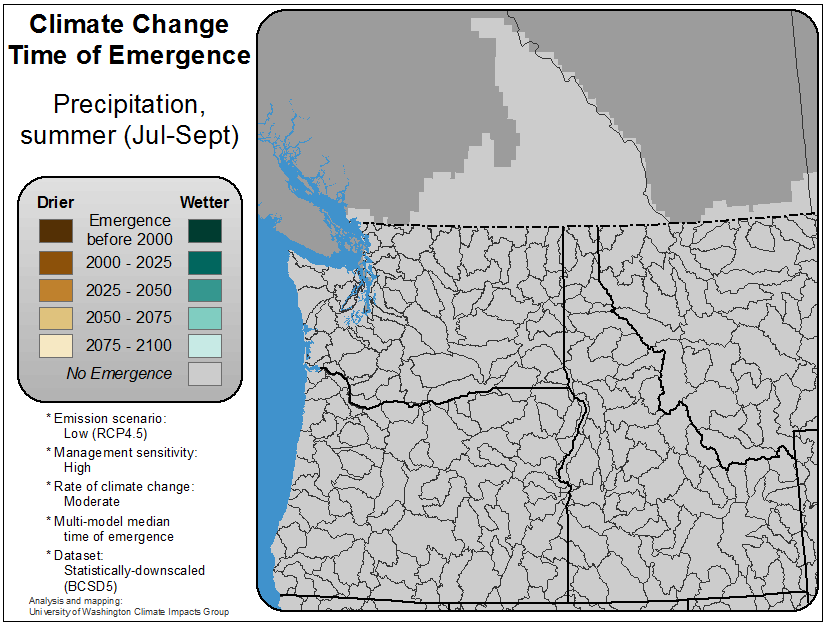 Climate Change
Time of Emergence
Precipitation,
summer (Jul-Sept)
Drier Wetter
Emergence
before 2000
2000 - 2025
2025 - 2050
2050 - 2075
2075 - 2100
No Emergence
* Emission scenario:
Low (RCP4.5)
* Management sensitivity:
High
* Rate of climate change:
Moderate
* Multi-model median
time of emergence
* Dataset:
Statistically-downscaled
(BCSD5)
Analysis and mapping:
University of Washington Climate Impacts Group